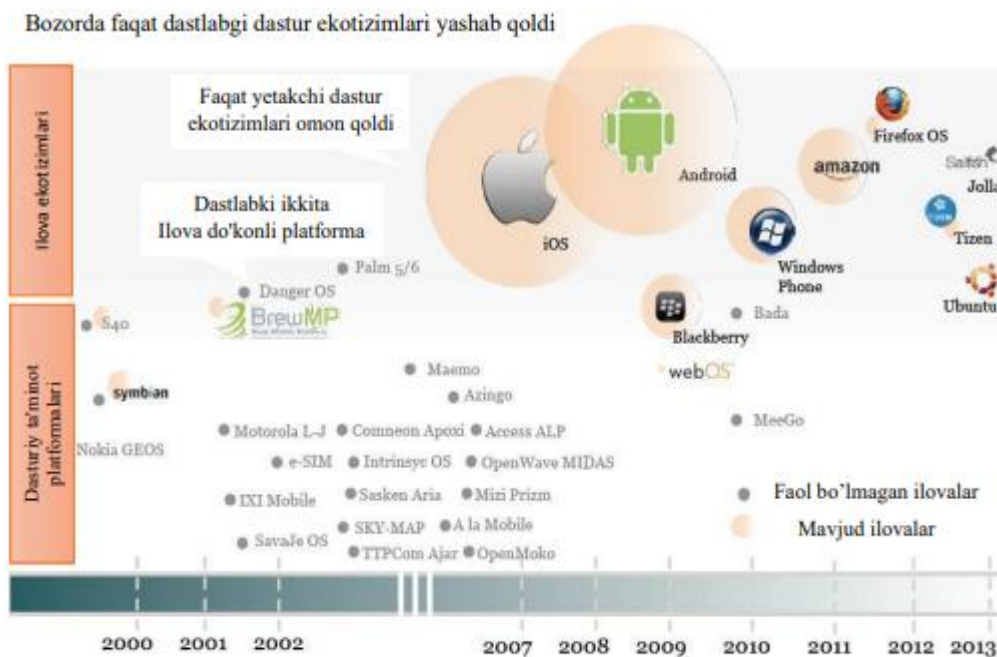 Bozorda faqat dastlabgi dastur ekotizimlari yashab qoldi
Ilova ekotizimlari
Faqat yetakchi dastur
ekotizimlari omon qoldi
Dastlabki ikkita
Ilova do'konli platforma
iOS
Android
Firefox OS
amazon
Sailfish
Jolla
TIZEN
Tizen
Windows
Phone
Ubuntu
Palm 5/6
Danger OS
S40
BrewMP
Blackberry
Bada
Dasturiy ta'minot
platformalari
symbian
Nokia GEOS
Maemo
Azingo
webOS
MeeGo
Motorola L-J
Comneon Apoxi
Access ALP
e-SIM
Intrinsyc OS
OpenWave MIDAS
IXI Mobile
Sasken Aria
Mizi Prizm
SKY-MAP
A la Mobile
SavaJe OS
TTPCom Ajar
OpenMoko
Faol bo’lmagan ilovalar
Mavjud ilovalar
2000 2001 2002 2007 2008 2009 2010 2011 2012 2013